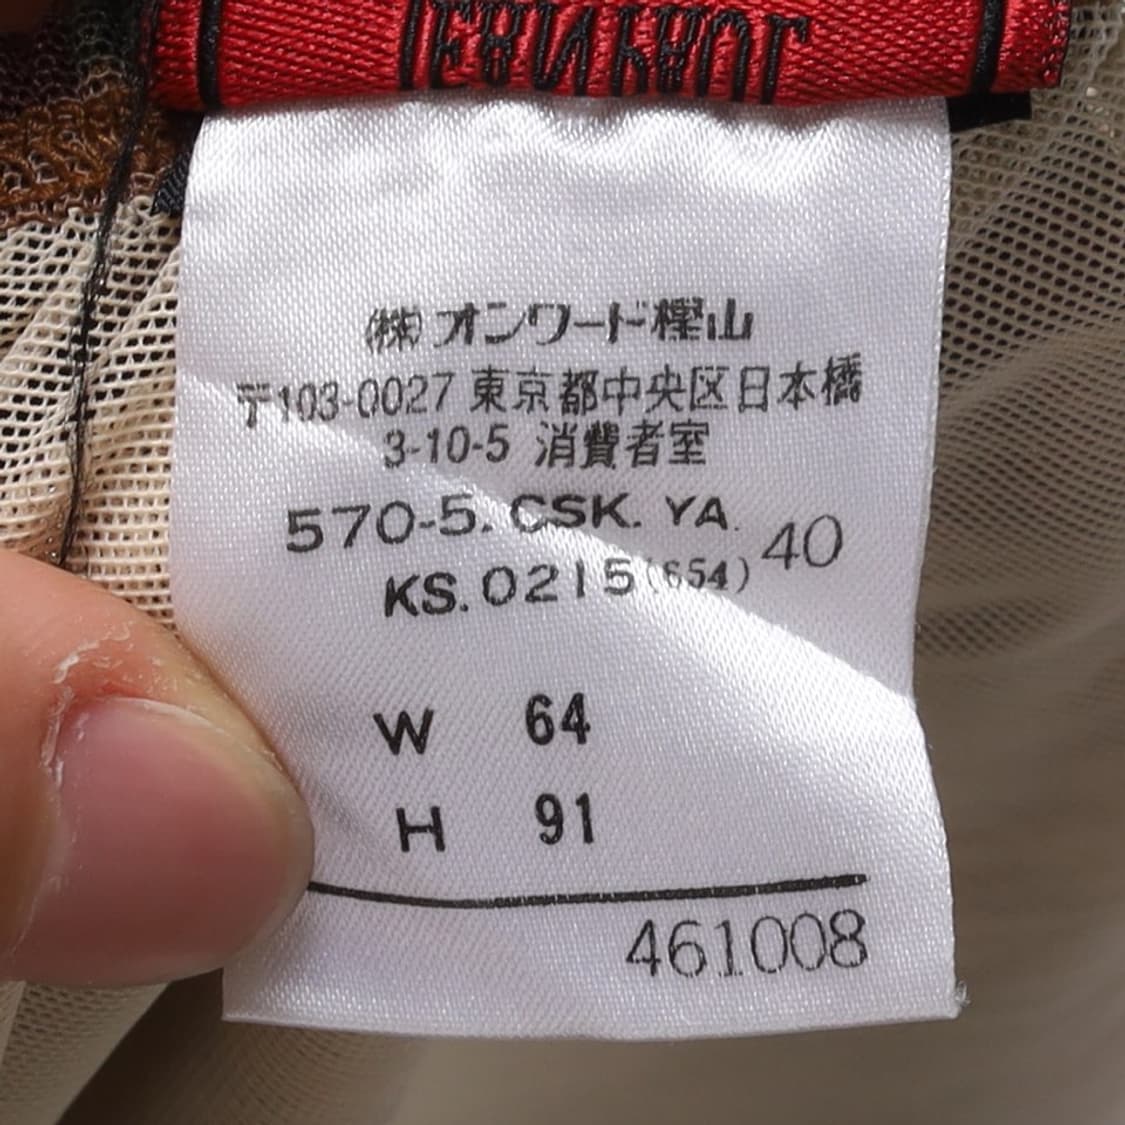 ㈱オンワード樫山
〒103-0027 東京都中央区日本橋
3-10-5 消費者室
570-5. CSK. YA. 40
KS. 0215(654)
W 64
H 91
461008